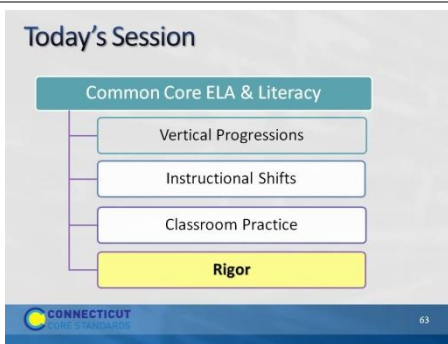 Today's Session
Common Core ELA & Literacy
Vertical Progressions
Instructional Shifts
Classroom Practice
Rigor
CONNECTICUT
CORE STANDARDS
63